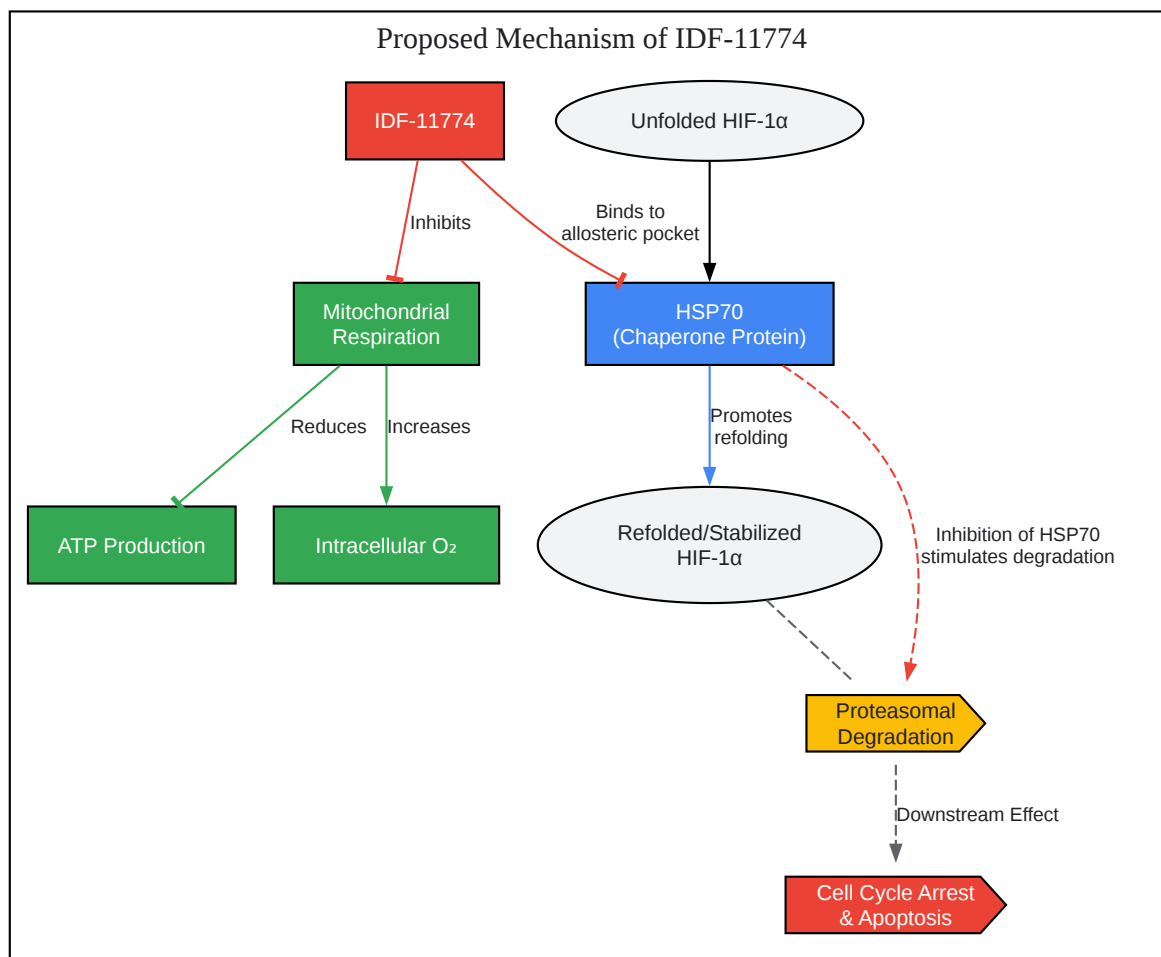 Proposed Mechanism of IDF-11774
IDF-11774
Unfolded HIF-1α
Inhibits
Binds to
allosteric pocket
Mitochondrial
Respiration
HSP70
(Chaperone Protein)
Reduces
Increases
Promotes
refolding
ATP Production
Intracellular O₂
Refolded/Stabilized
HIF-1α
Inhibition of HSP70
stimulates degradation
Proteasomal
Degradation
Downstream Effect
Cell Cycle Arrest
& Apoptosis